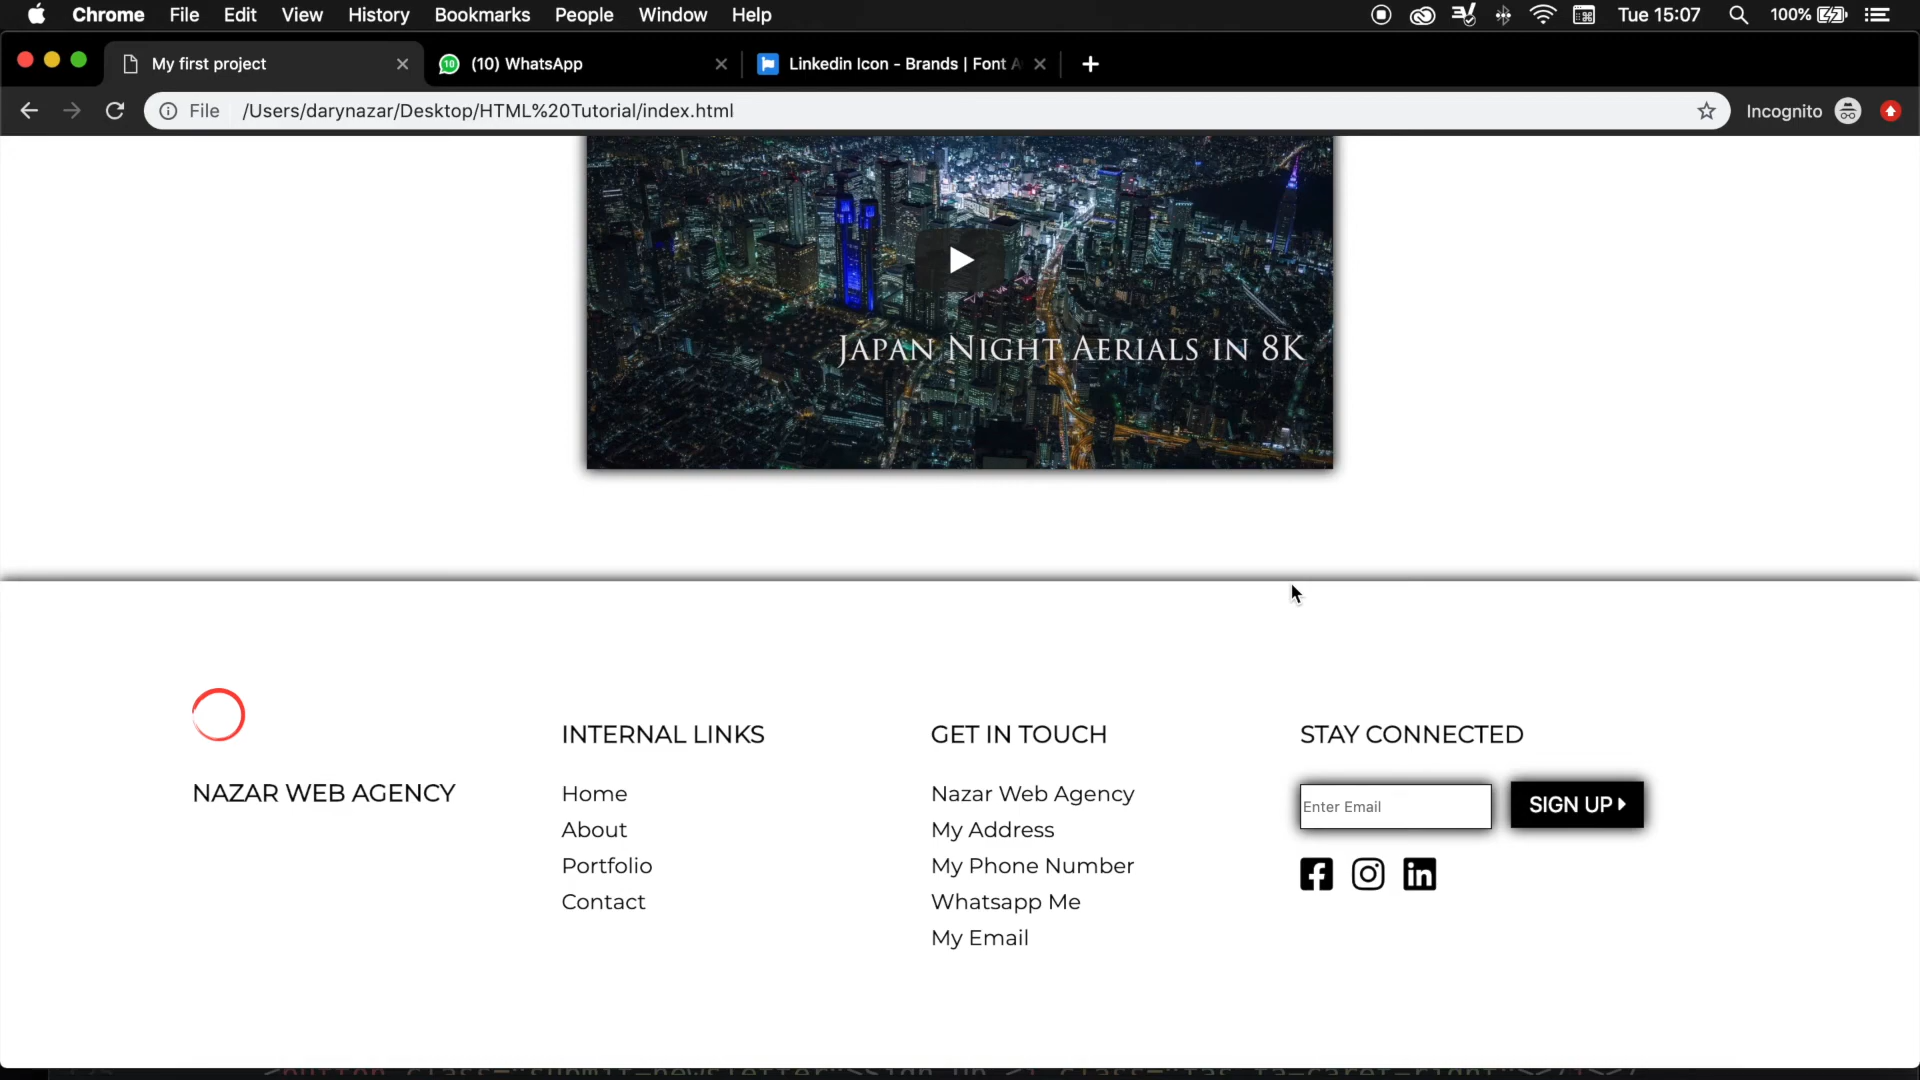 Chrome File Edit View History Bookmarks People Window Help Tue 15:07 100%
My first project (10) WhatsApp Linkedin Icon - Brands | Font A
File /Users/darynazar/Desktop/HTML%20Tutorial/index.html Incognito
JAPAN NIGHT AERIALS IN 8K
NAZAR WEB AGENCY
INTERNAL LINKS
Home
About
Portfolio
Contact
GET IN TOUCH
Nazar Web Agency
My Address
My Phone Number
Whatsapp Me
My Email
STAY CONNECTED
Enter Email SIGN UP